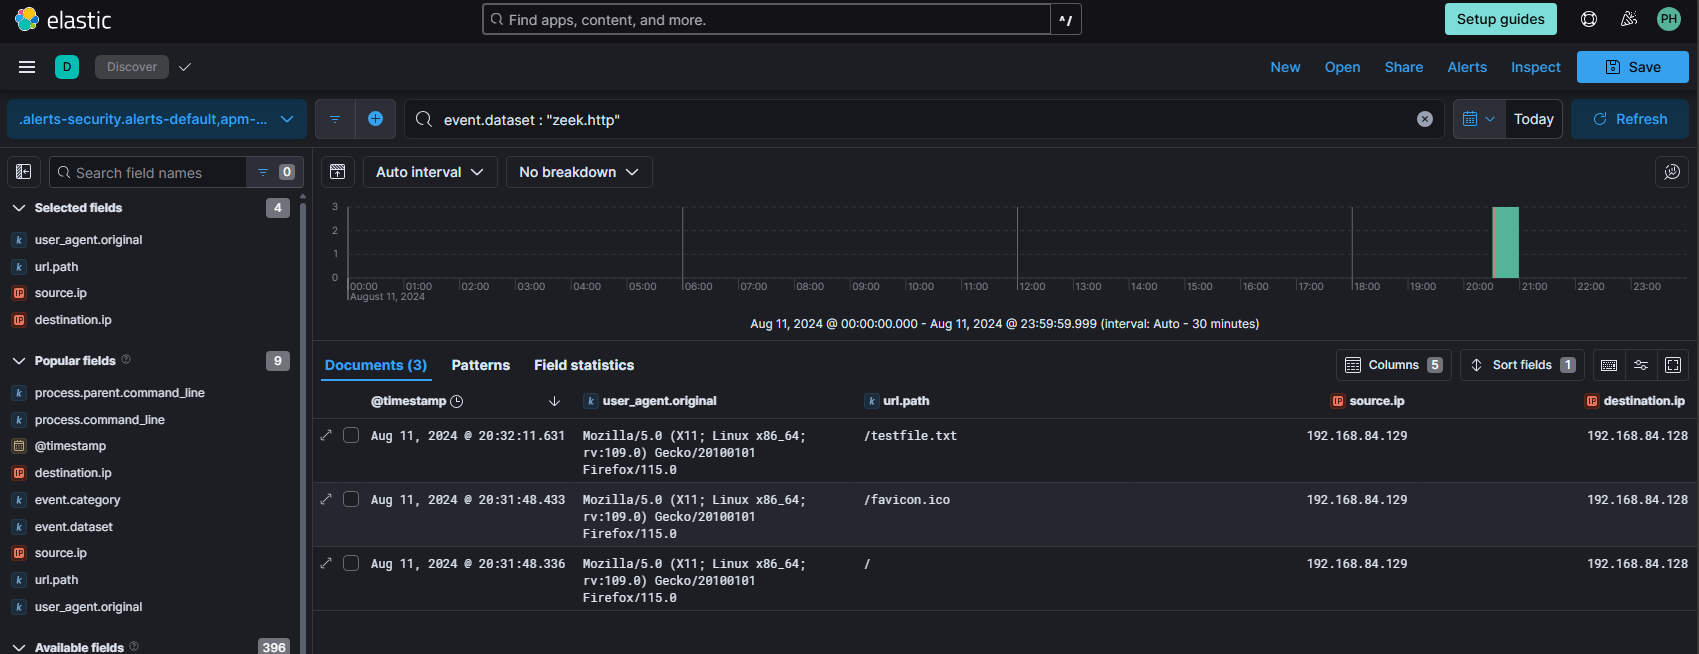 elastic
Find apps, content, and more.
^/
Setup guides
PH
D
Discover
New
Open
Share
Alerts
Inspect
Save
.alerts-security.alerts-default,apm-...
event.dataset : "zeek.http"
Today
Refresh
Search field names
0
Auto interval
No breakdown
Selected fields
4
k user_agent.original
k url.path
IP source.ip
IP destination.ip
Popular fields
9
k process.parent.command_line
k process.command_line
@timestamp
IP destination.ip
k event.category
k event.dataset
IP source.ip
k url.path
k user_agent.original
Available fields
396
3
2
1
0
00:00 01:00 02:00 03:00 04:00 05:00 06:00 07:00 08:00 09:00 10:00 11:00 12:00 13:00 14:00 15:00 16:00 17:00 18:00 19:00 20:00 21:00 22:00 23:00
August 11, 2024
Aug 11, 2024 @ 00:00:00.000 - Aug 11, 2024 @ 23:59:59.999 (interval: Auto - 30 minutes)
Documents (3)
Patterns
Field statistics
Columns 5
Sort fields 1
@timestamp
k user_agent.original
k url.path
IP source.ip
IP destination.ip
Aug 11, 2024 @ 20:32:11.631
Mozilla/5.0 (X11; Linux x86_64;
rv:109.0) Gecko/20100101
Firefox/115.0
/testfile.txt
192.168.84.129
192.168.84.128
Aug 11, 2024 @ 20:31:48.433
Mozilla/5.0 (X11; Linux x86_64;
rv:109.0) Gecko/20100101
Firefox/115.0
/favicon.ico
192.168.84.129
192.168.84.128
Aug 11, 2024 @ 20:31:48.336
Mozilla/5.0 (X11; Linux x86_64;
rv:109.0) Gecko/20100101
Firefox/115.0
/
192.168.84.129
192.168.84.128